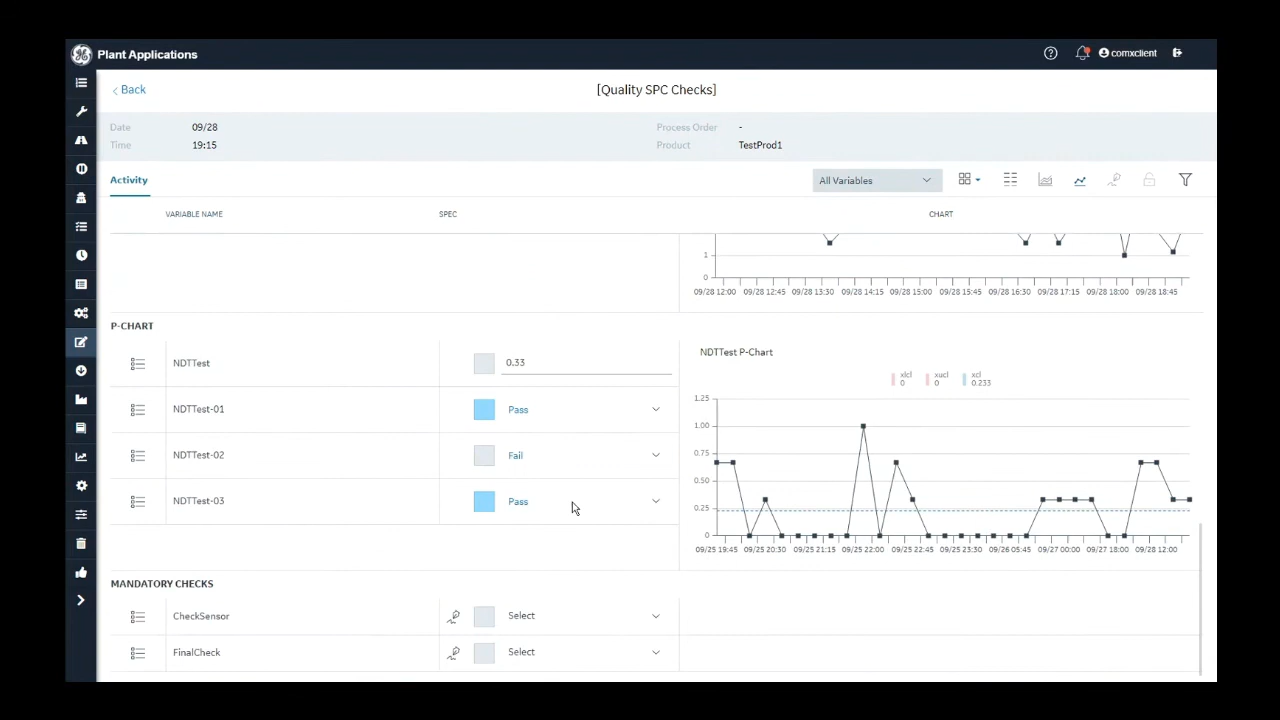 Plant Applications
comxclient
Back
[Quality SPC Checks]
Date 09/28
Process Order -
Time 19:15
Product TestProd1
Activity
All Variables
VARIABLE NAME SPEC CHART
1
0
09/28 12:00 09/28 12:45 09/28 13:30 09/28 14:15 09/28 15:00 09/28 15:45 09/28 16:30 09/28 17:15 09/28 18:00 09/28 18:45
P-CHART
NDTTest 0.33
NDTTest-01 Pass
NDTTest-02 Fail
NDTTest-03 Pass
NDTTest P-Chart
xlcl xucl xcl
0 0 0.233
1.25
1.00
0.75
0.50
0.25
0
09/25 19:45 09/25 20:30 09/25 21:15 09/25 22:00 09/25 22:45 09/25 23:30 09/26 05:45 09/27 00:00 09/27 18:00 09/28 12:00
MANDATORY CHECKS
CheckSensor Select
FinalCheck Select